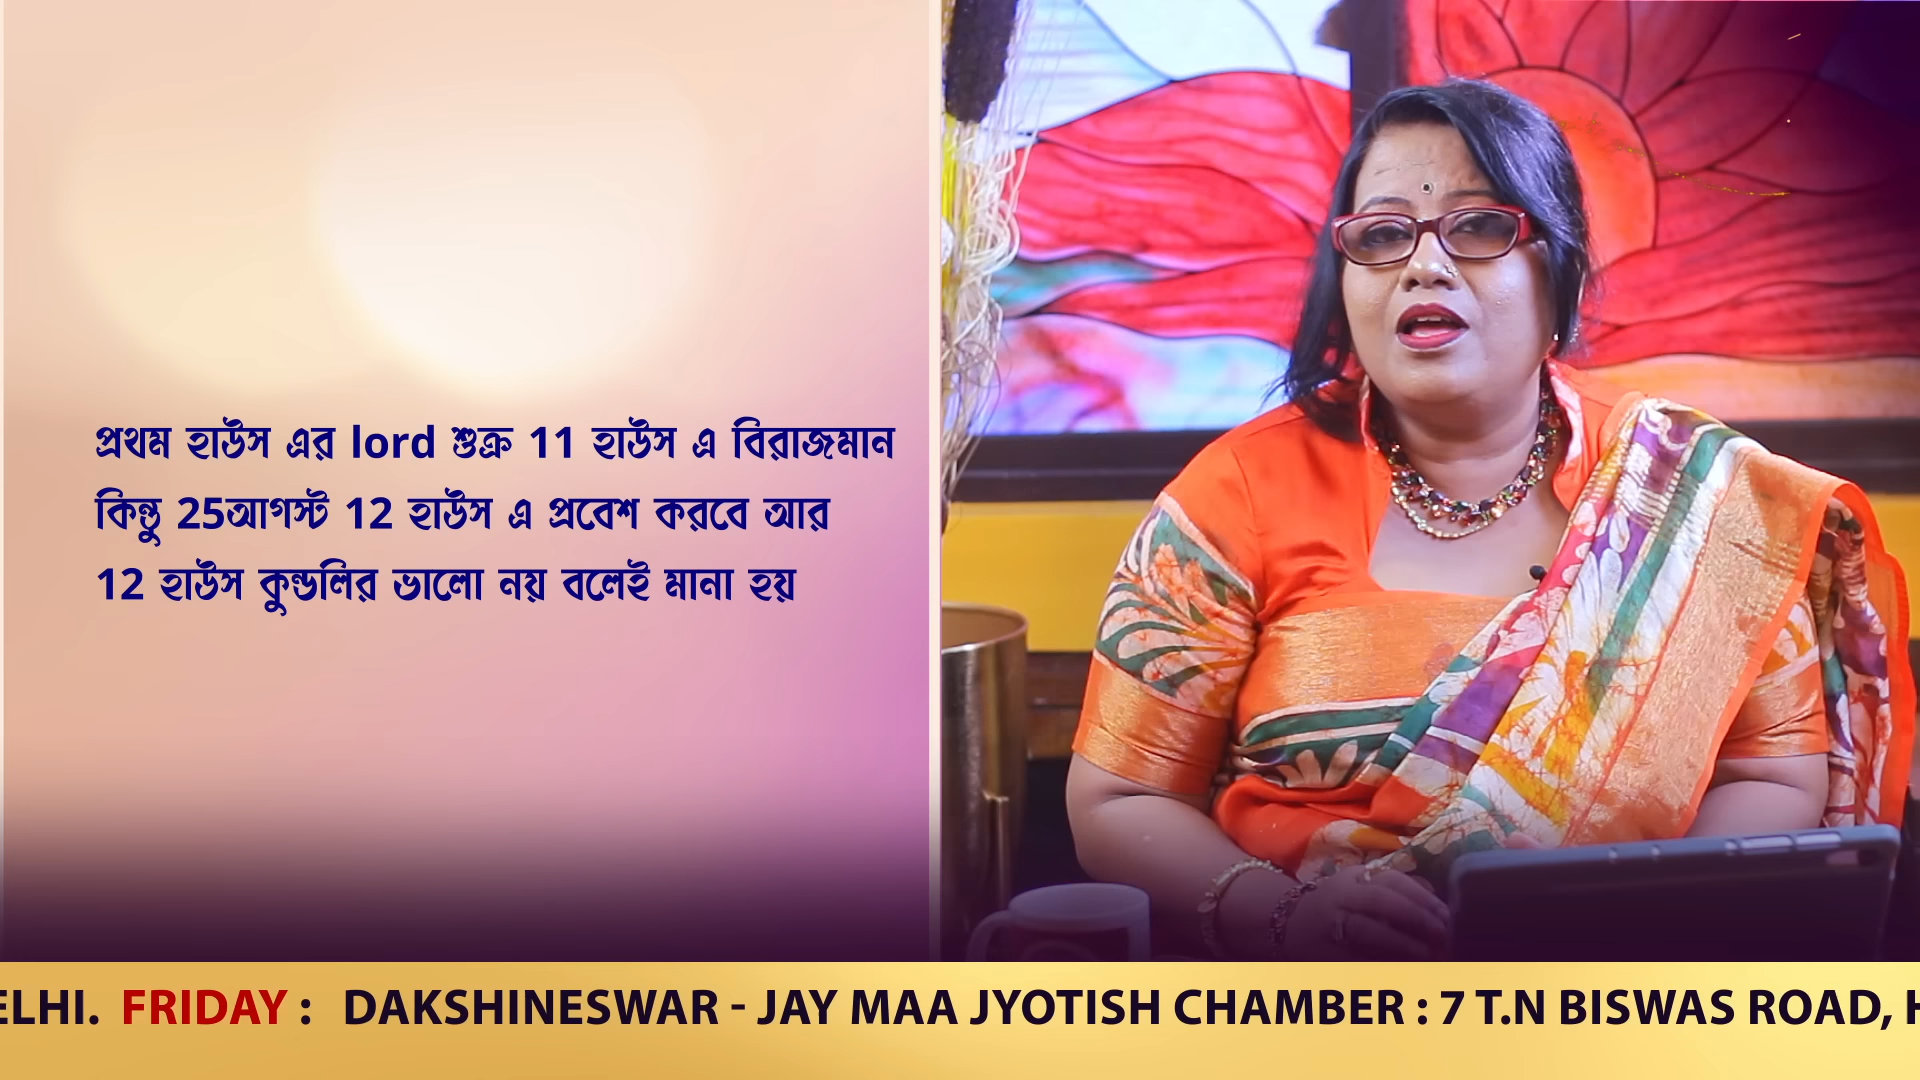 প্রথম হাউস এর lord শুক্র 11 হাউস এ বিরাজমান
কিন্তু 25আগস্ট 12 হাউস এ প্রবেশ করবে আর
12 হাউস কুন্ডলির ভালো নয় বলেই মানা হয়
ELHI. FRIDAY : DAKSHINESWAR - JAY MAA JYOTISH CHAMBER : 7 T.N BISWAS ROAD, H